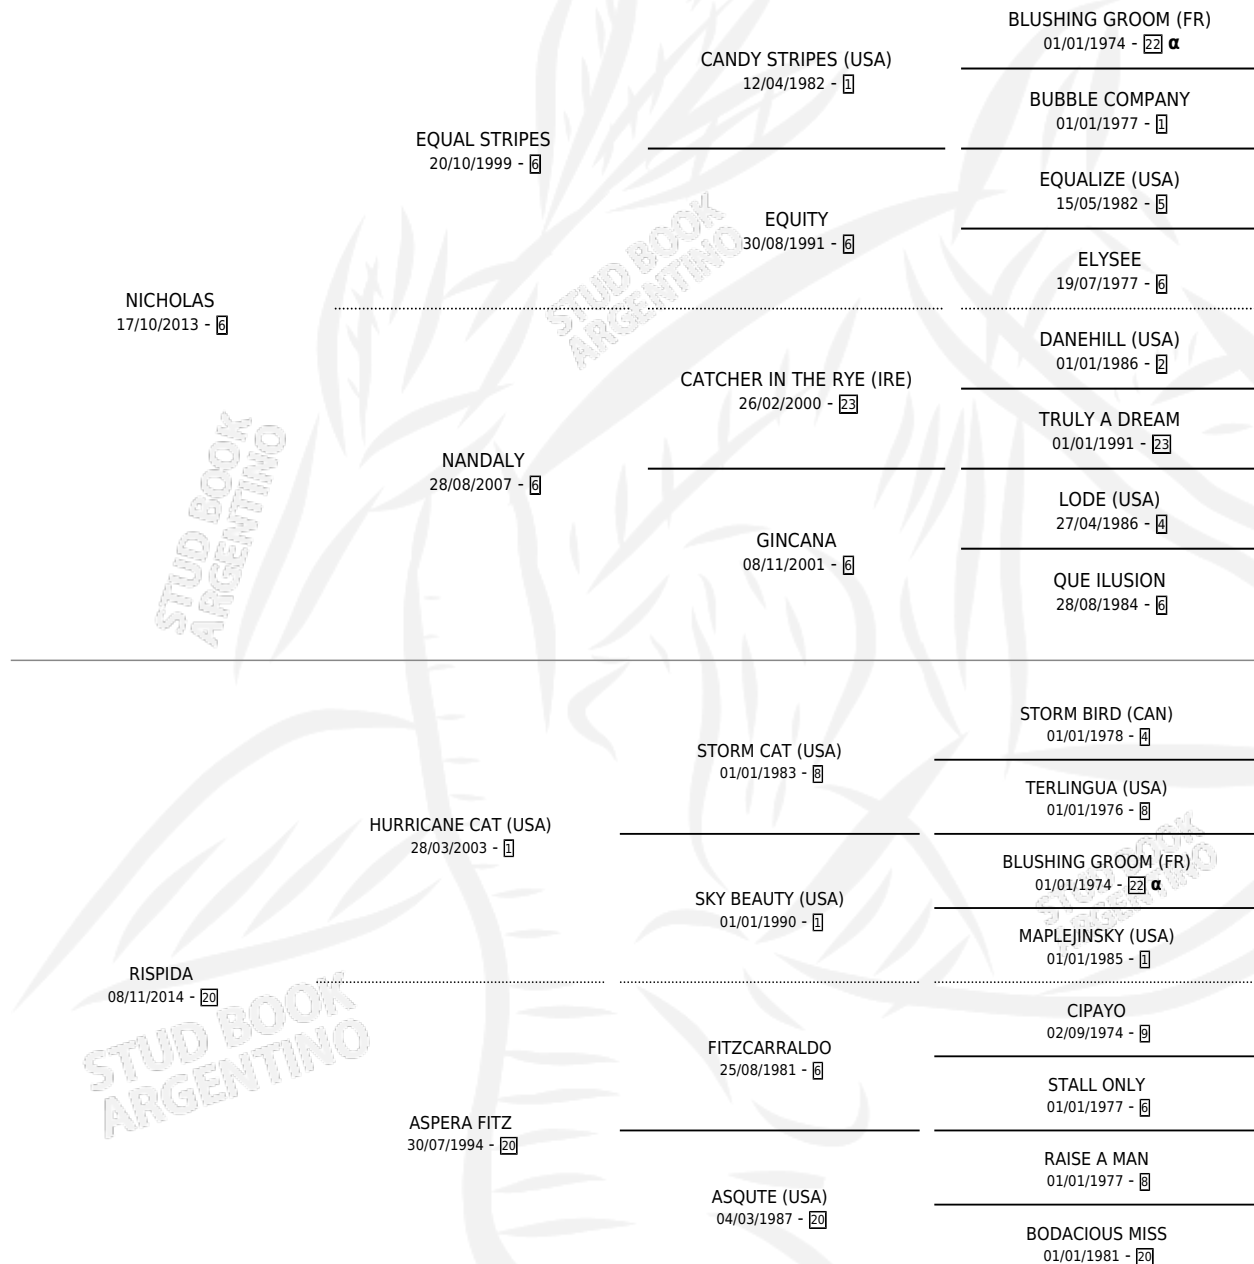 BLUSHING GROOM (FR)
01/01/1974 - 22 α
CANDY STRIPES (USA)
12/04/1982 - 1
BUBBLE COMPANY
01/01/1977 - 1
EQUAL STRIPES
20/10/1999 - 6
EQUALIZE (USA)
15/05/1982 - 5
EQUITY
30/08/1991 - 6
ELYSEE
19/07/1977 - 6
NICHOLAS
17/10/2013 - 6
DANEHILL (USA)
01/01/1986 - 2
CATCHER IN THE RYE (IRE)
26/02/2000 - 23
TRULY A DREAM
01/01/1991 - 23
NANDALY
28/08/2007 - 6
LODE (USA)
27/04/1986 - 4
GINCANA
08/11/2001 - 6
QUE ILUSION
28/08/1984 - 6
STORM BIRD (CAN)
01/01/1978 - 4
STORM CAT (USA)
01/01/1983 - 8
TERLINGUA (USA)
01/01/1976 - 8
HURRICANE CAT (USA)
28/03/2003 - 1
BLUSHING GROOM (FR)
01/01/1974 - 22 α
SKY BEAUTY (USA)
01/01/1990 - 1
MAPLEJINSKY (USA)
01/01/1985 - 1
RISPIDA
08/11/2014 - 20
CIPAYO
02/09/1974 - 9
FITZCARRALDO
25/08/1981 - 6
STALL ONLY
01/01/1977 - 6
ASPERA FITZ
30/07/1994 - 20
RAISE A MAN
01/01/1977 - 8
ASQUTE (USA)
04/03/1987 - 20
BODACIOUS MISS
01/01/1981 - 20
STUD BOOK
ARGENTINO
STUD BOOK
ARGENTINO
STUD BOOK
ARGENTINO
STUD BOOK
ARGENTINO